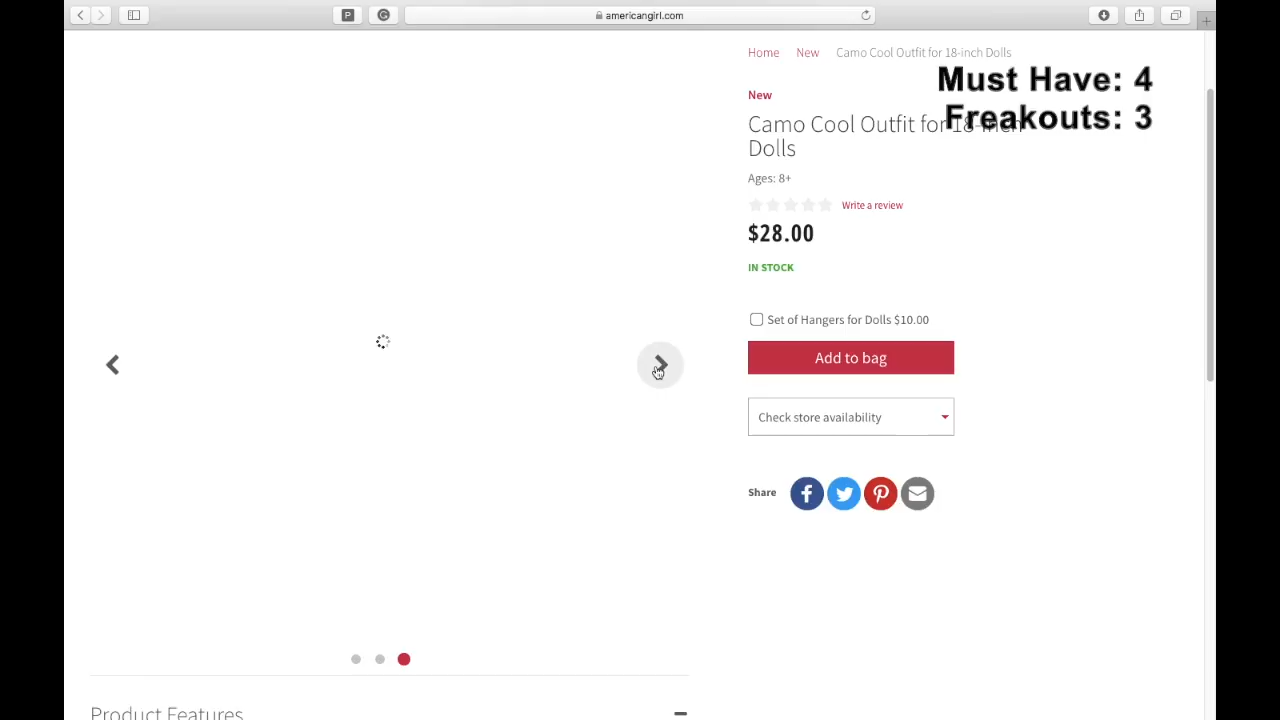 P
G
americangirl.com
Home New Camo Cool Outfit for 18-inch Dolls
Must Have: 4
New
Freakouts: 3
Camo Cool Outfit for 18-inch
Dolls
Ages: 8+
Write a review
$28.00
IN STOCK
Set of Hangers for Dolls $10.00
Add to bag
Check store availability
Share
Product Features